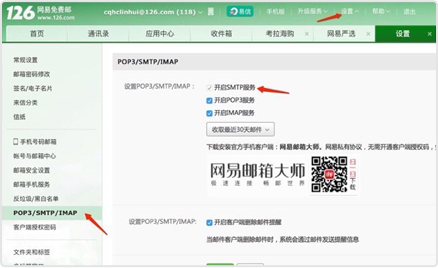 126 网易免费邮
www.126.com
cqhclinhui@126.com (118)
易信
手机版
升级服务
设置
帮助
退出
首页
通讯录
应用中心
收件箱
考拉海购
网易严选
设置
常规设置
邮箱密码修改
签名/电子名片
来信分类
信纸
手机号码邮箱
帐号与邮箱中心
邮箱安全设置
邮箱手机服务
反垃圾/黑白名单
POP3/SMTP/IMAP
客户端授权密码
文件夹和标签
POP3/SMTP/IMAP
设置POP3/SMTP/IMAP：
开启SMTP服务
开启POP3服务
开启IMAP服务
收取最近30天邮件
下载安装官方手机客户端：网易邮箱大师。网易私有协议，无需开通客户端授权码，
网易邮箱大师
极速连接 畅邮世界
扫一扫下载
设置POP3/SMTP/IMAP:
开启客户端删除邮件提醒
当邮件客户端删除邮件时，系统会过邮件发送提醒信息